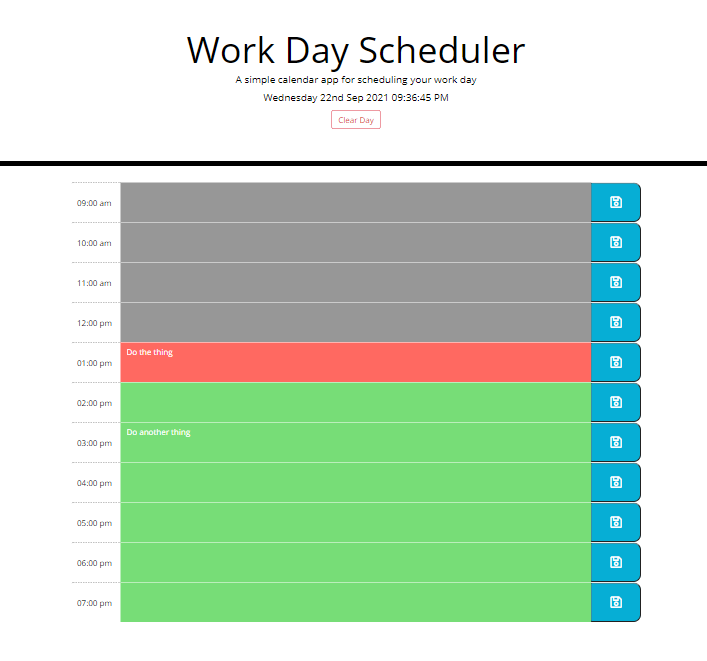 Work Day Scheduler
A simple calendar app for scheduling your work day
Wednesday 22nd Sep 2021 09:36:45 PM
Clear Day
09:00 am
10:00 am
11:00 am
12:00 pm
01:00 pm Do the thing
02:00 pm
03:00 pm Do another thing
04:00 pm
05:00 pm
06:00 pm
07:00 pm